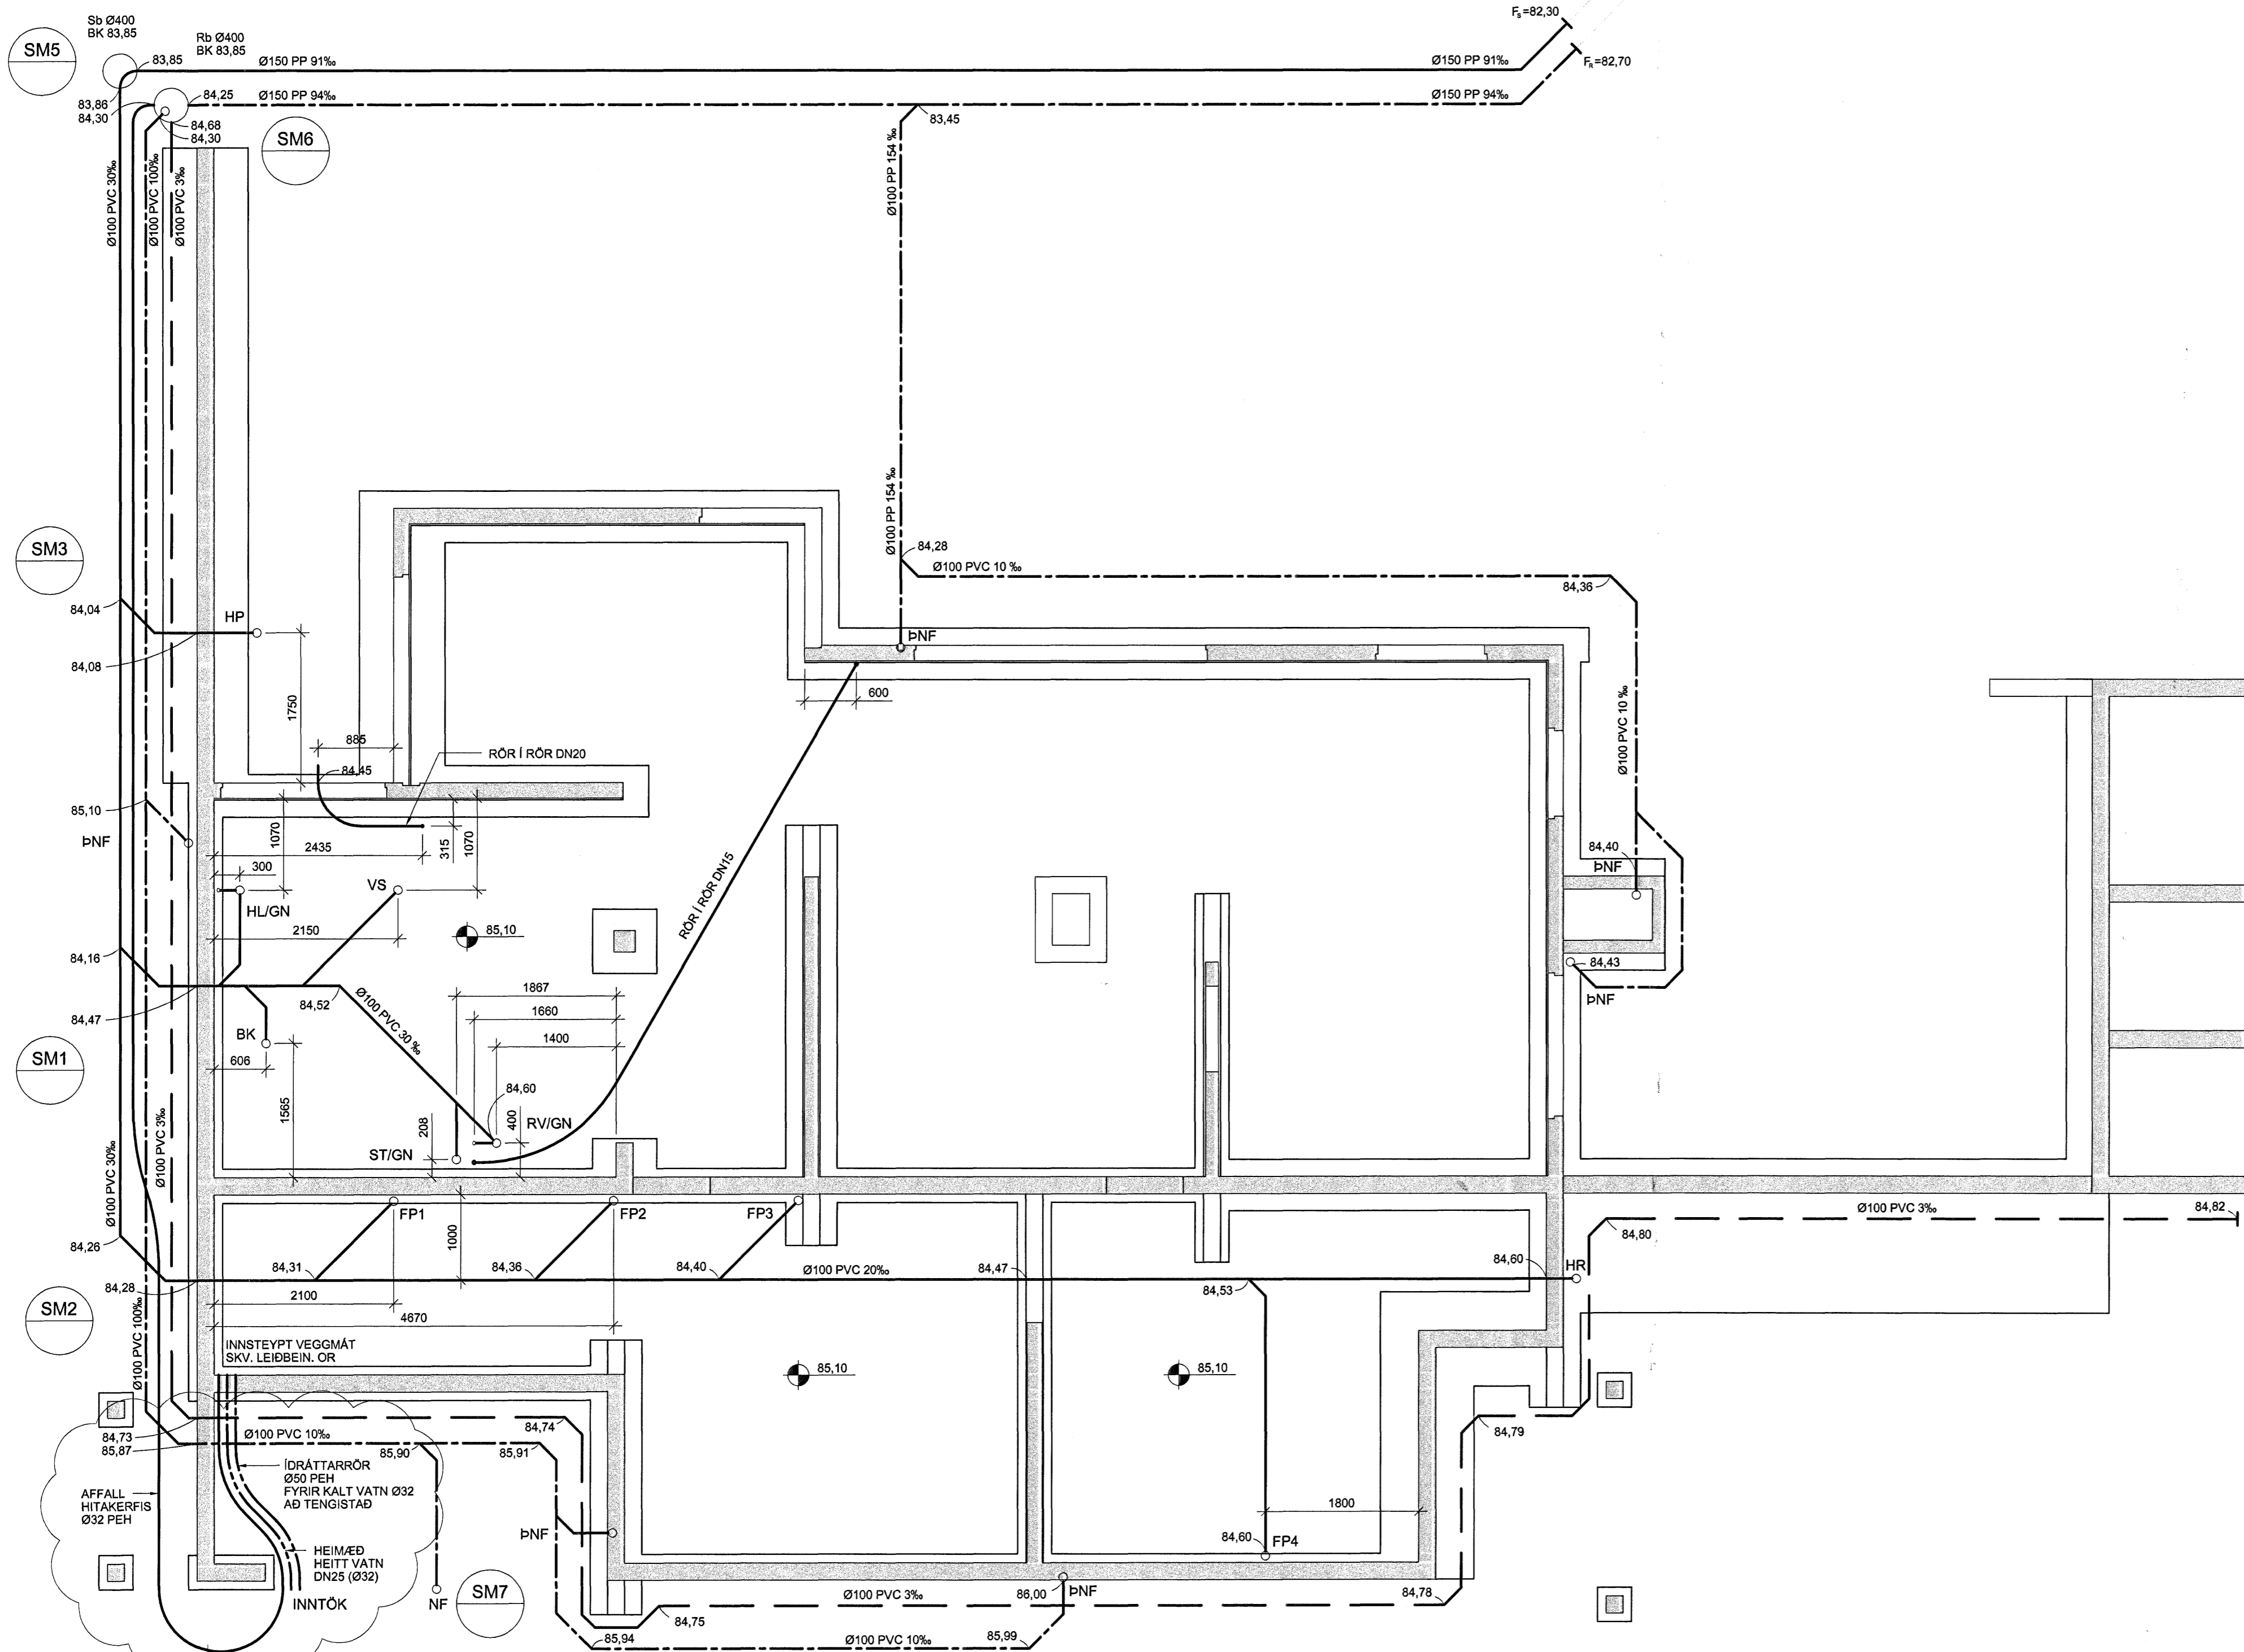 Sb Ø400
BK 83,85
SM5
Rb Ø400
BK 83,85
83,85
Ø150 PP 91‰
Ø150 PP 91‰
Fs=82,30
FR=82,70
83,86
84,30
84,25
Ø150 PP 94‰
Ø150 PP 94‰
84,68
84,30
SM6
83,45
Ø100 PVC 30‰
Ø100 PVC 100‰
Ø100 PVC 3‰
Ø100 PP 154 ‰
Ø100 PP 154 ‰
SM3
84,28
Ø100 PVC 10 ‰
84,36
84,04
HP
84,08
ÞNF
1750
600
Ø100 PVC 10 ‰
885
RÖR Í RÖR DN20
84,45
85,10
ÞNF
1070
2435
315
1070
300
HL/GN
VS
2150
85,10
RÖR Í RÖR DN15
84,40
ÞNF
84,43
ÞNF
84,16
84,47
84,52
Ø100 PVC 30 ‰
1867
1660
1400
BK
606
SM1
1565
84,60
208
400
RV/GN
ST/GN
Ø100 PVC 30‰
Ø100 PVC 3‰
FP1
FP2
FP3
1000
Ø100 PVC 3‰
84,82
84,80
84,26
84,31
84,36
84,40
Ø100 PVC 20‰
84,47
84,53
84,60
HR
84,28
SM2
2100
4670
Ø100 PVC 100‰
INNSTEYPT VEGGMÁT
SKV. LEIÐBEIN. OR
85,10
85,10
84,73
85,87
Ø100 PVC 10‰
85,90
85,91
84,74
84,79
ÍDRÁTTARRÖR
Ø50 PEH
FYRIR KALT VATN Ø32
AÐ TENGISTAÐ
AFFALL
HITAKERFIS
Ø32 PEH
1800
ÞNF
84,60
FP4
HEIMÆÐ
HEITT VATN
DN25 (Ø32)
INNTÖK
NF
SM7
86,00
ÞNF
Ø100 PVC 3‰
84,78
84,75
85,94
Ø100 PVC 10‰
85,99